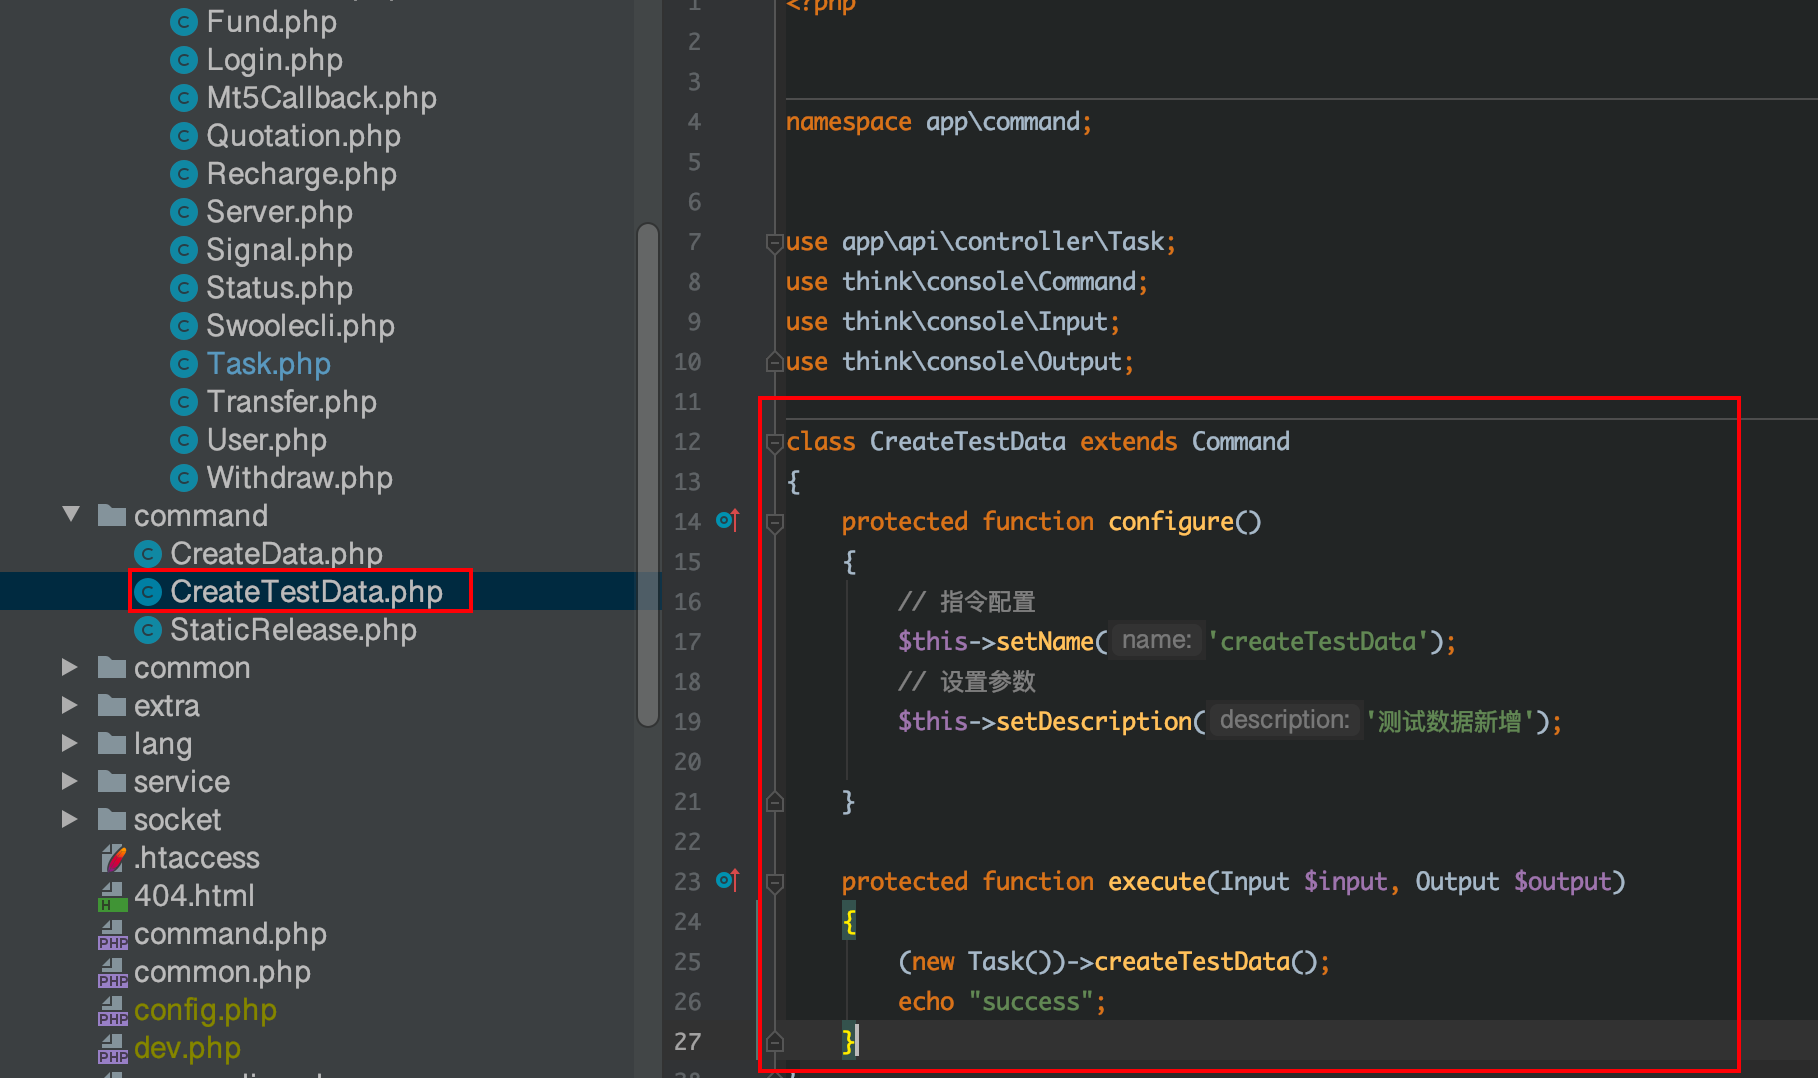 Fund.php
Login.php
Mt5Callback.php
Quotation.php
Recharge.php
Server.php
Signal.php
Status.php
Swoolecli.php
Task.php
Transfer.php
User.php
Withdraw.php
command
CreateData.php
CreateTestData.php
StaticRelease.php
common
extra
lang
service
socket
.htaccess
H 404.html
PHP command.php
PHP common.php
PHP config.php
PHP dev.php
1 <?php
2
3
4 namespace app\command;
5
6
7 use app\api\controller\Task;
8 use think\console\Command;
9 use think\console\Input;
10 use think\console\Output;
11
12 class CreateTestData extends Command
13 {
14 protected function configure()
15 {
16 // 指令配置
17 $this->setName( name: 'createTestData');
18 // 设置参数
19 $this->setDescription( description: '测试数据新增');
20
21 }
22
23 protected function execute(Input $input, Output $output)
24 {
25 (new Task())->createTestData();
26 echo "success";
27 }